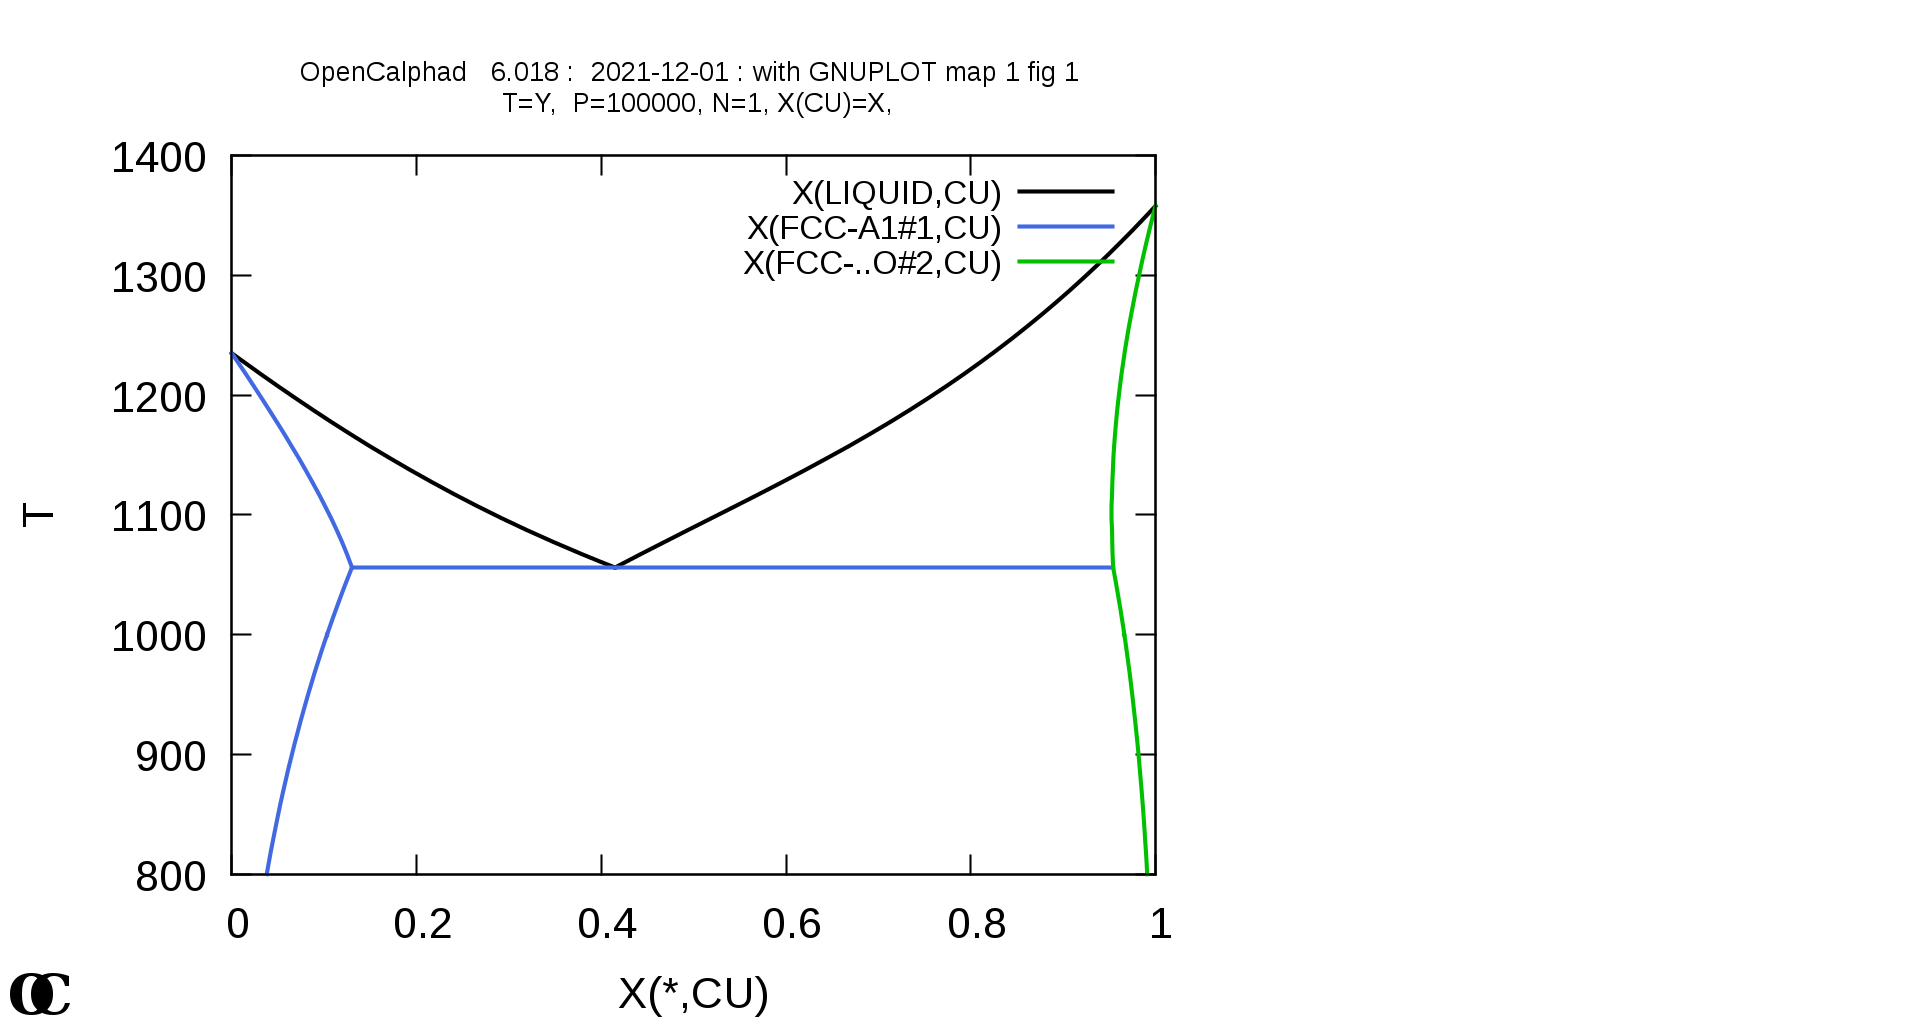 OpenCalphad   6.018 :  2021-12-01 : with GNUPLOT map 1 fig 1
T=Y,  P=100000, N=1, X(CU)=X,
1400
X(LIQUID,CU)
X(FCC-A1#1,CU)
X(FCC-..O#2,CU)
1300
1200
1100
T
1000
900
800
0 0.2 0.4 0.6 0.8 1
X(*,CU)
OC